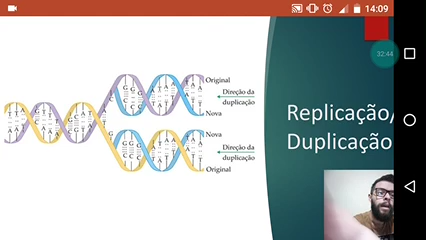 14:09
32:44
Original
Direção da
duplicação
Nova
Replicação/
Duplicação
Nova
Direção da
duplicação
Original